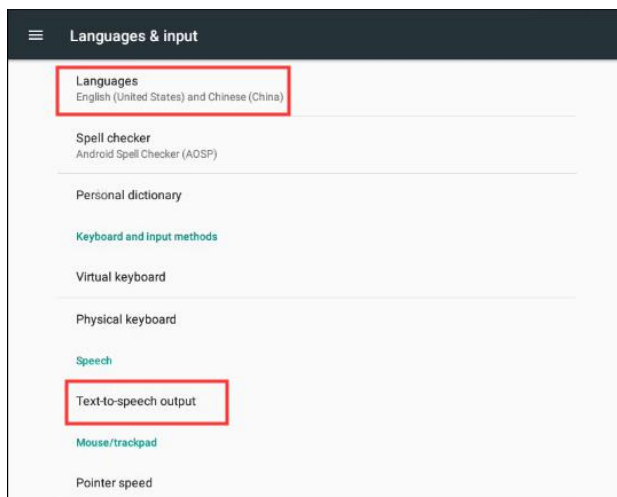 Languages & input
Languages
English (United States) and Chinese (China)
Spell checker
Android Spell Checker (AOSP)
Personal dictionary
Keyboard and input methods
Virtual keyboard
Physical keyboard
Speech
Text-to-speech output
Mouse/trackpad
Pointer speed